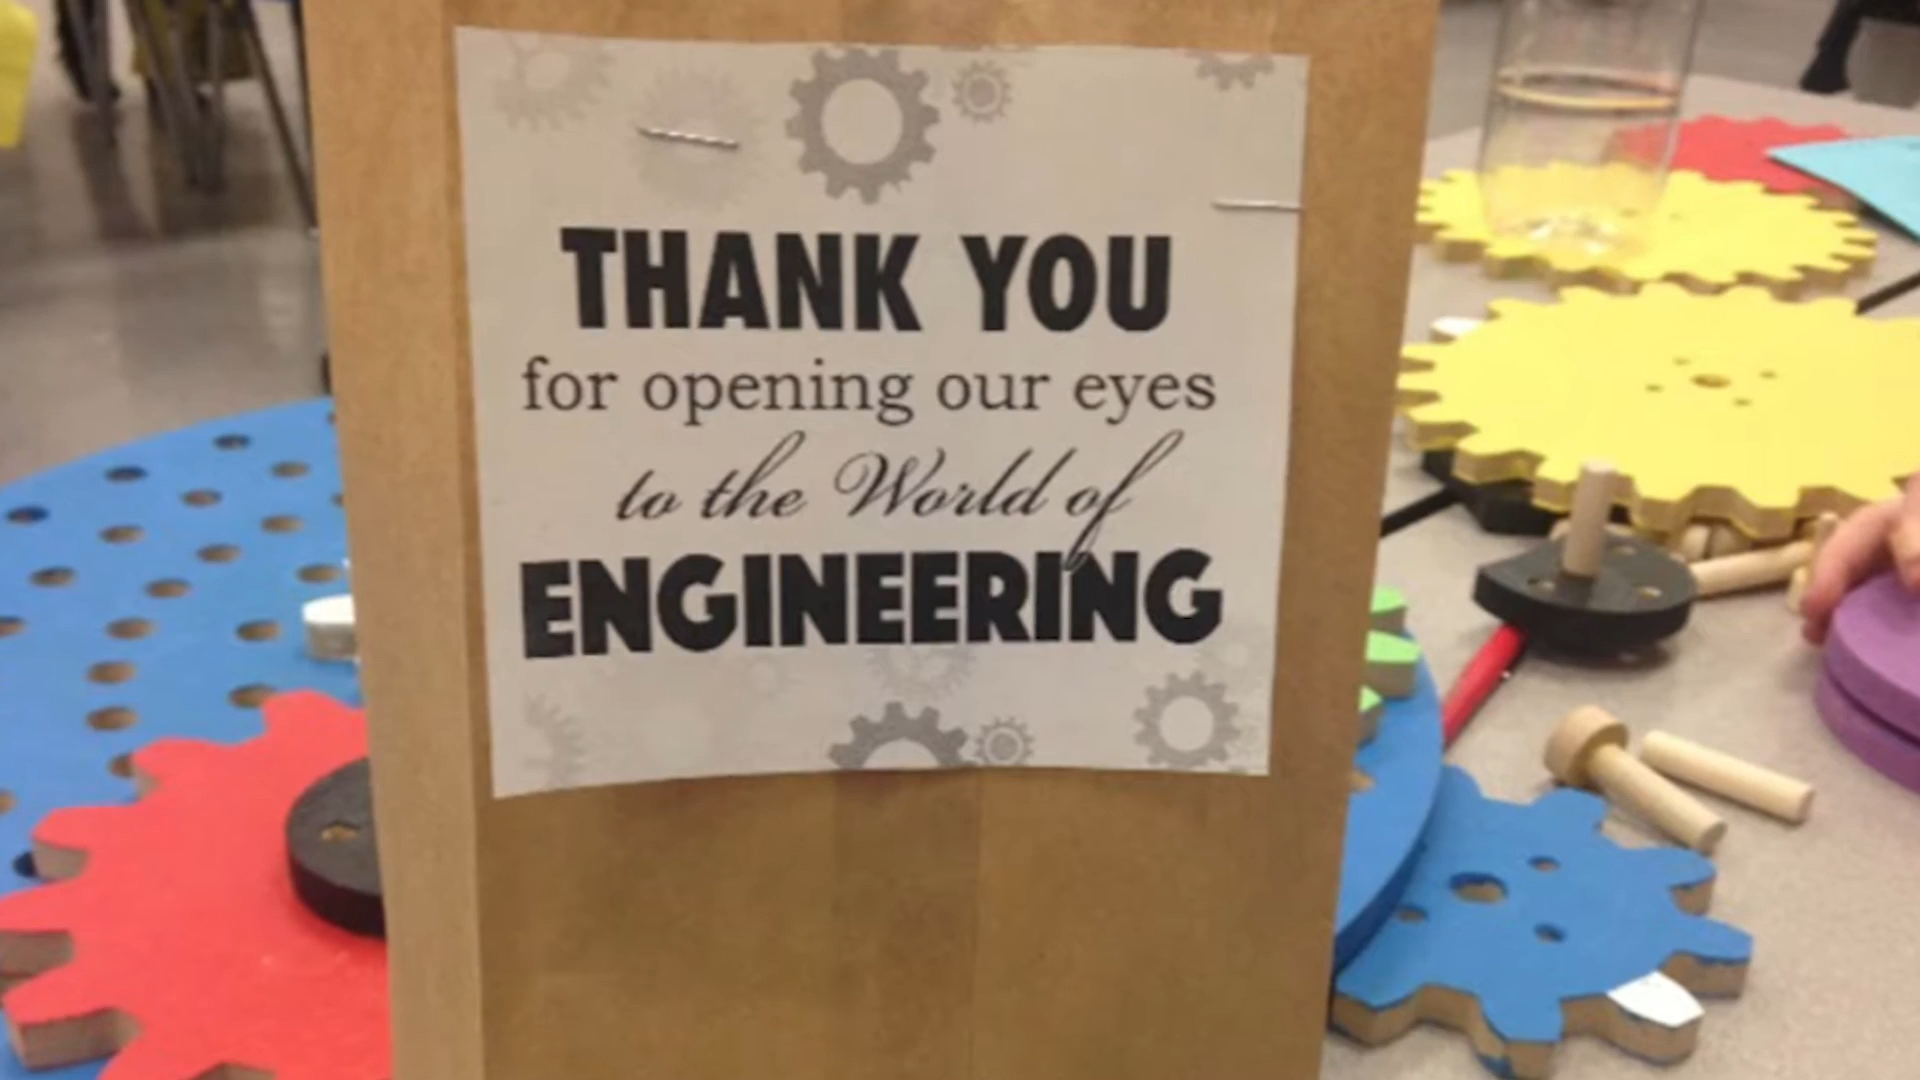 THANK YOU
for opening our eyes
to the World of
ENGINEERING